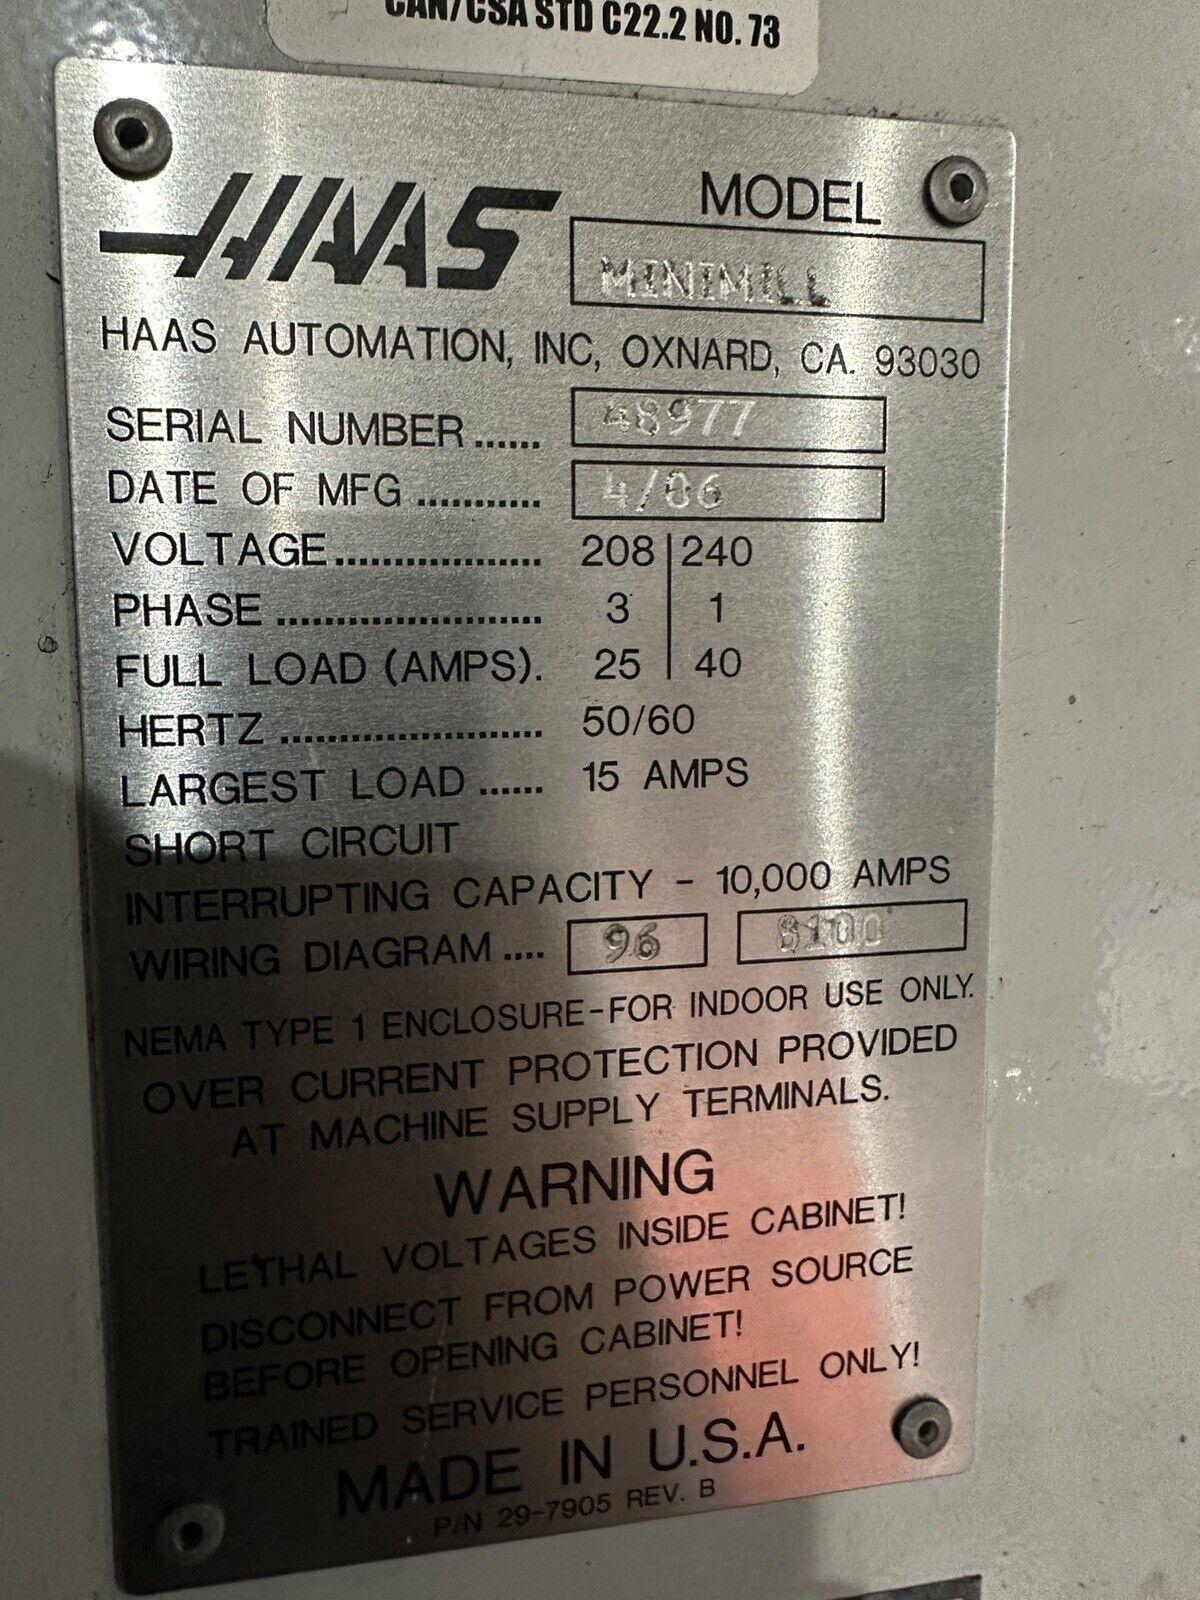 CAN/CSA STD C22.2 NO. 73
HAAS
MODEL
MINIMILL
HAAS AUTOMATION, INC, OXNARD, CA. 93030
SERIAL NUMBER...... 48977
DATE OF MFG ........... 4/06
VOLTAGE.................. 208 | 240
PHASE ...................... 3 | 1
FULL LOAD (AMPS). 25 | 40
HERTZ ...................... 50/60
LARGEST LOAD ...... 15 AMPS
SHORT CIRCUIT
INTERRUPTING CAPACITY - 10,000 AMPS
WIRING DIAGRAM .... 96 8100
NEMA TYPE 1 ENCLOSURE-FOR INDOOR USE ONLY.
OVER CURRENT PROTECTION PROVIDED
AT MACHINE SUPPLY TERMINALS.
WARNING
LETHAL VOLTAGES INSIDE CABINET!
DISCONNECT FROM POWER SOURCE
BEFORE OPENING CABINET!
TRAINED SERVICE PERSONNEL ONLY!
MADE IN U.S.A.
P/N 29-7905 REV. B